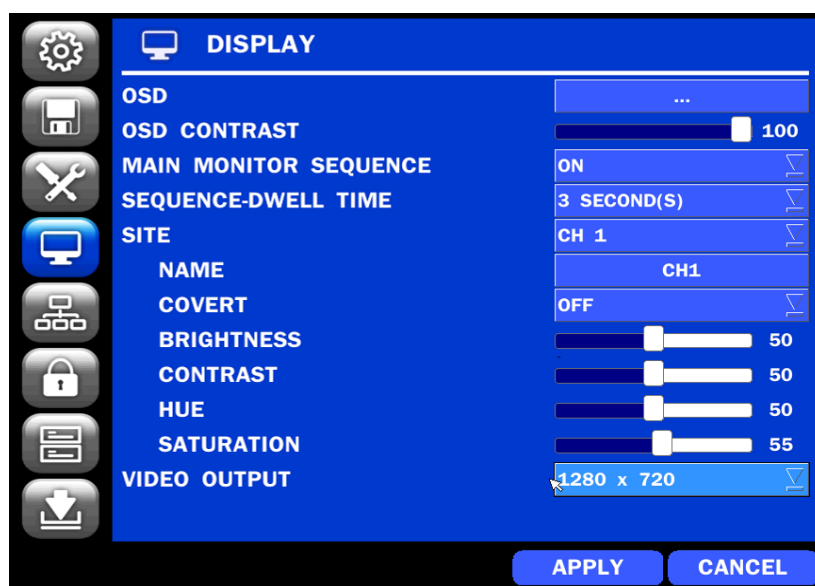 DISPLAY
OSD ...
OSD CONTRAST 100
MAIN MONITOR SEQUENCE ON
SEQUENCE-DWELL TIME 3 SECOND(S)
SITE CH 1
NAME CH1
COVERT OFF
BRIGHTNESS 50
CONTRAST 50
HUE 50
SATURATION 55
VIDEO OUTPUT 1280 x 720
APPLY CANCEL